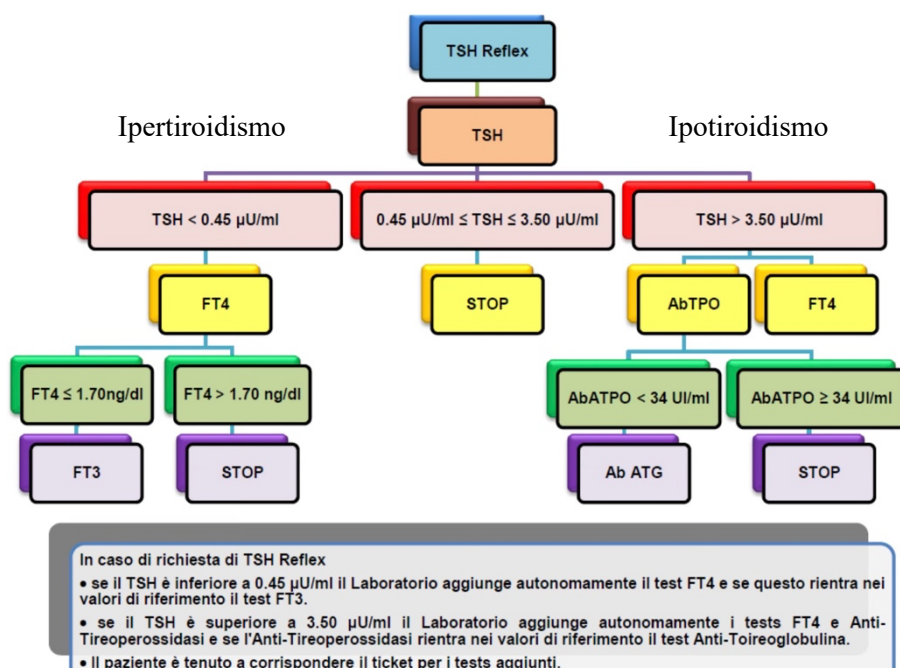 TSH Reflex
Ipertiroidismo
TSH
Ipotiroidismo
TSH < 0.45 µU/ml
0.45 µU/ml ≤ TSH ≤ 3.50 µU/ml
TSH > 3.50 µU/ml
FT4
STOP
AbTPO
FT4
FT4 ≤ 1.70ng/dl
FT4 > 1.70 ng/dl
AbATPO < 34 UI/ml
AbATPO ≥ 34 UI/ml
FT3
STOP
Ab ATG
STOP
In caso di richiesta di TSH Reflex
• se il TSH è inferiore a 0.45 µU/ml il Laboratorio aggiunge autonomamente il test FT4 e se questo rientra nei
valori di riferimento il test FT3.
• se il TSH è superiore a 3.50 µU/ml il Laboratorio aggiunge autonomamente i tests FT4 e Anti-
Tireoperossidasi e se l'Anti-Tireoperossidasi rientra nei valori di riferimento il test Anti-Toireoglobulina.
• Il paziente è tenuto a corrispondere il ticket per i tests aggiunti.